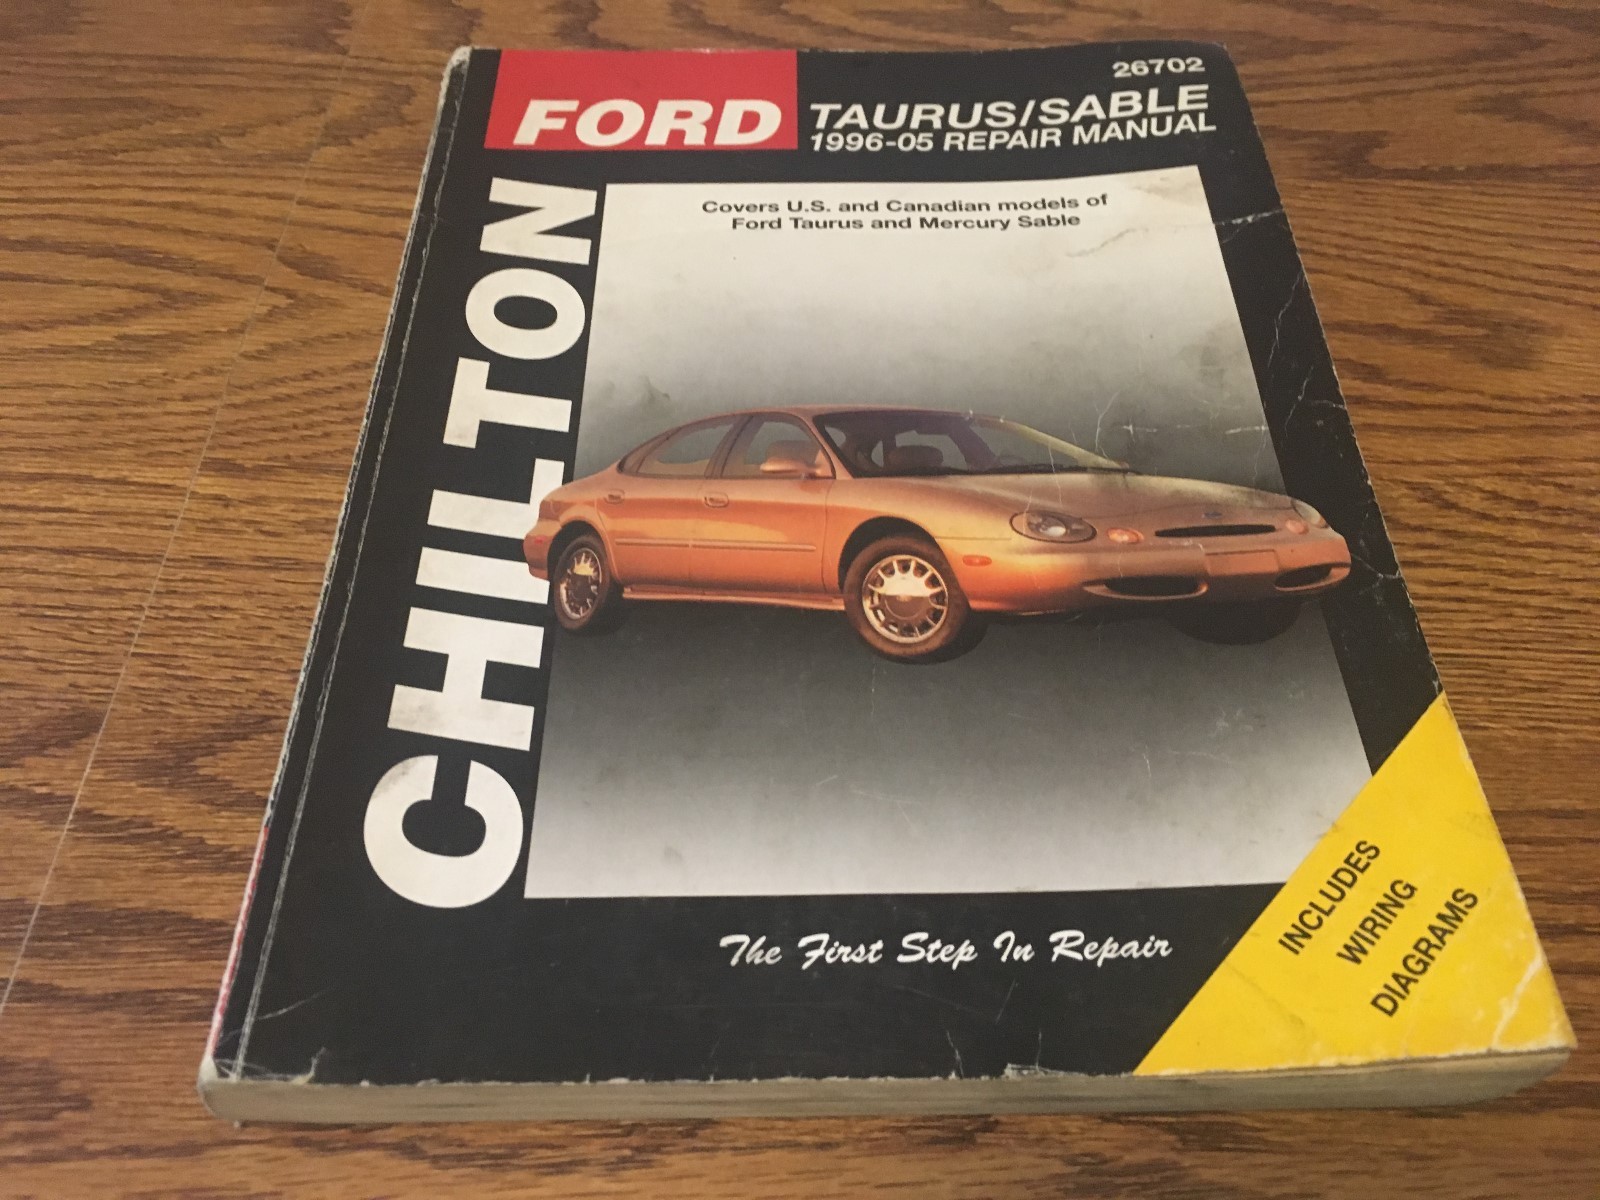 26702
FORD TAURUS/SABLE
1996-05 REPAIR MANUAL
Covers U.S. and Canadian models of
Ford Taurus and Mercury Sable
CHILTON
The First Step In Repair
INCLUDES
WIRING
DIAGRAMS